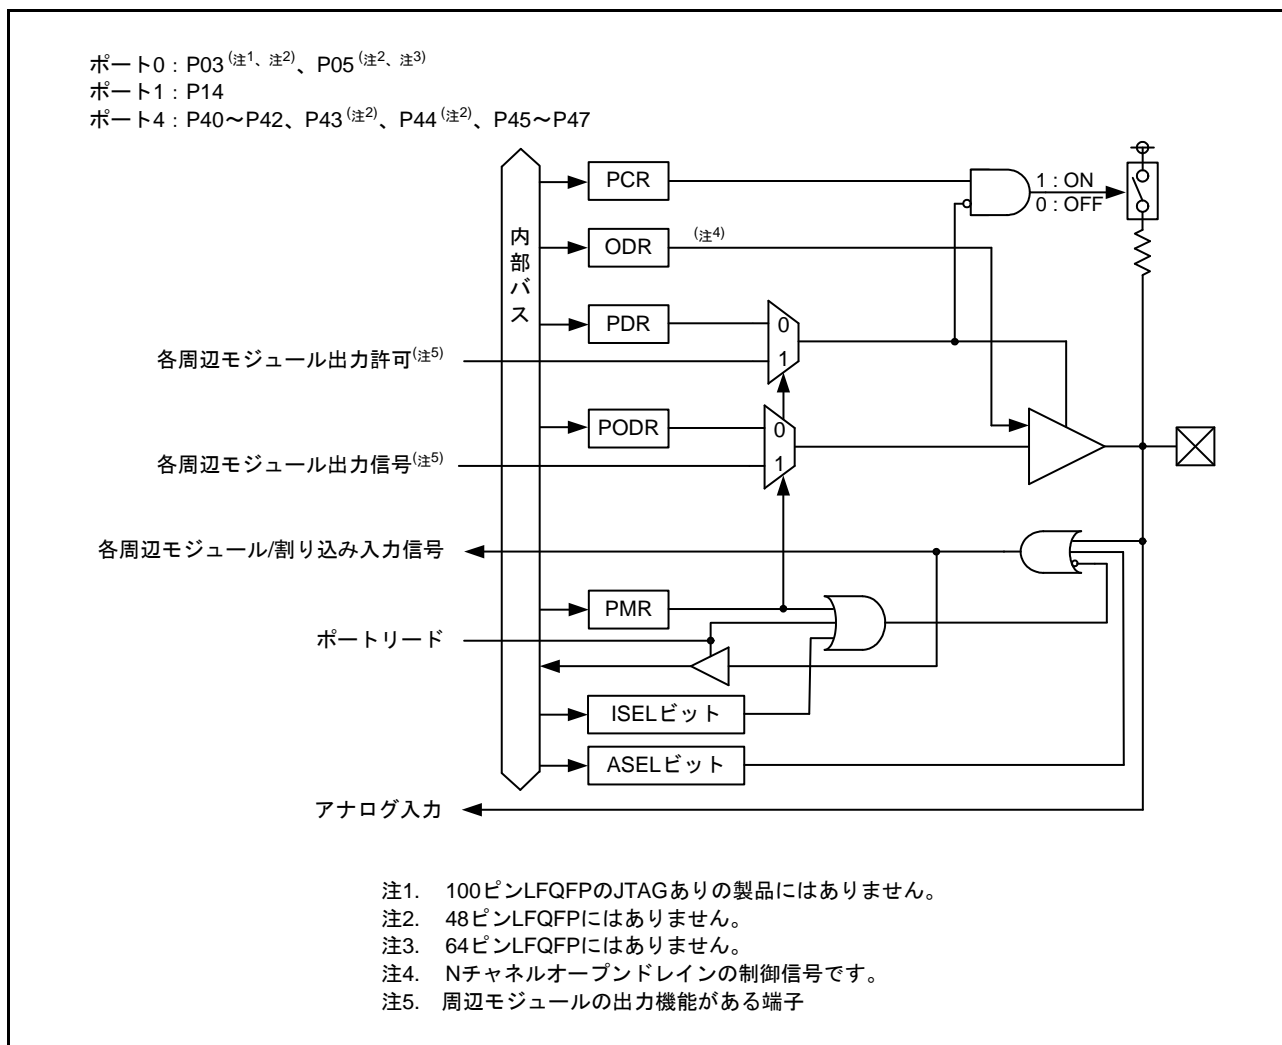 ポート0：P03(注1、注2)、P05(注2、注3)
ポート1：P14
ポート4：P40～P42、P43(注2)、P44(注2)、P45～P47
PCR
1 : ON
0 : OFF
内部バス
ODR
(注4)
PDR
0
1
各周辺モジュール出力許可(注5)
PODR
0
1
各周辺モジュール出力信号(注5)
各周辺モジュール/割り込み入力信号
PMR
ポートリード
ISELビット
ASELビット
アナログ入力
注1. 100ピンLFQFPのJTAGありの製品にはありません。
注2. 48ピンLFQFPにはありません。
注3. 64ピンLFQFPにはありません。
注4. Nチャネルオープンドレインの制御信号です。
注5. 周辺モジュールの出力機能がある端子